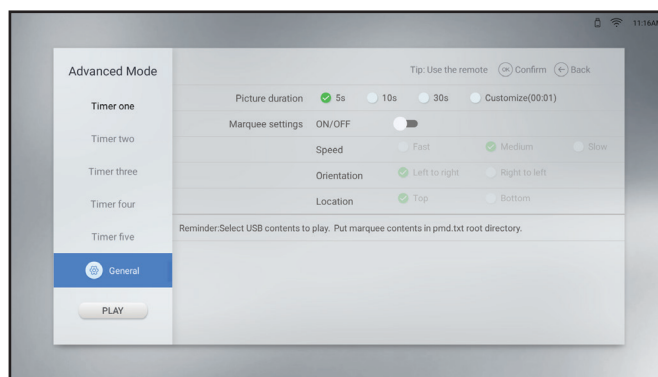 11:16AM
Advanced Mode
Tip: Use the remote OK Confirm Back
Timer one
Picture duration 5s 10s 30s Customize(00:01)
Marquee settings ON/OFF
Timer two
Speed Fast Medium Slow
Timer three
Orientation Left to right Right to left
Timer four
Location Top Bottom
Timer five
Reminder:Select USB contents to play. Put marquee contents in pmd.txt root directory.
General
PLAY